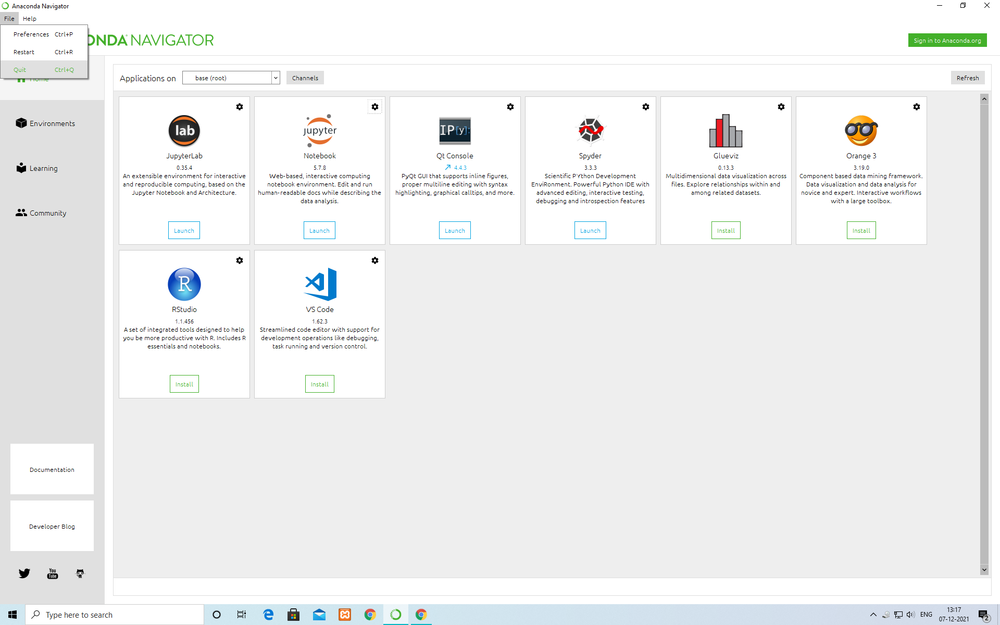 Anaconda Navigator
File Help
Preferences Ctrl+P
Restart Ctrl+R
Quit Ctrl+Q
ONDA NAVIGATOR
Sign in to Anaconda.org
Home
Environments
Learning
Community
Documentation
Developer Blog
You
Tube
Applications on base (root) Channels Refresh
lab
JupyterLab
0.35.4
An extensible environment for interactive
and reproducible computing, based on the
Jupyter Notebook and Architecture.
Launch
jupyter
Notebook
5.7.8
Web-based, interactive computing
notebook environment. Edit and run
human-readable docs while describing the
data analysis.
Launch
IP[y]:
Qt Console
4.4.3
PyQt GUI that supports inline figures,
proper multiline editing with syntax
highlighting, graphical calltips, and more.
Launch
Spyder
3.3.3
Scientific PYthon Development
EnviRonment. Powerful Python IDE with
advanced editing, interactive testing,
debugging and introspection features
Launch
Glueviz
0.13.3
Multidimensional data visualization across
files. Explore relationships within and
among related datasets.
Install
Orange 3
3.19.0
Component based data mining framework.
Data visualization and data analysis for
novice and expert. Interactive workflows
with a large toolbox.
Install
R
RStudio
1.1.456
A set of integrated tools designed to help
you be more productive with R. Includes R
essentials and notebooks.
Install
VS Code
1.62.3
Streamlined code editor with support for
development operations like debugging,
task running and version control.
Install
Type here to search
ENG
13:17
07-12-2021
2